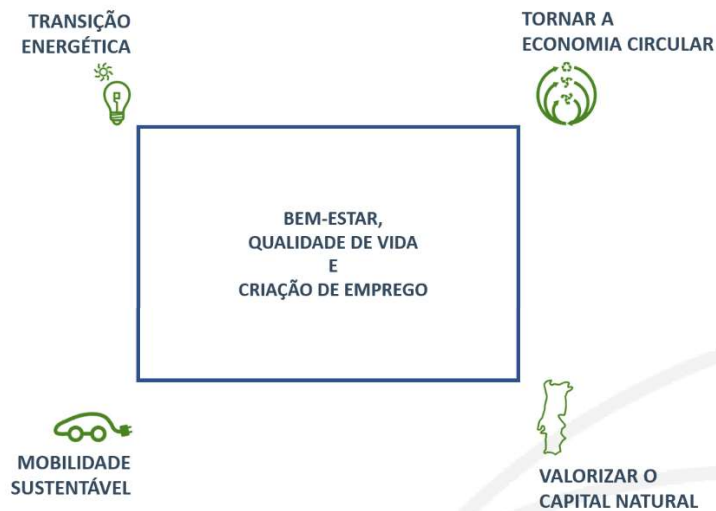 TRANSIÇÃO
ENERGÉTICA
TORNAR A
ECONOMIA CIRCULAR
BEM-ESTAR,
QUALIDADE DE VIDA
E
CRIAÇÃO DE EMPREGO
MOBILIDADE
SUSTENTÁVEL
VALORIZAR O
CAPITAL NATURAL